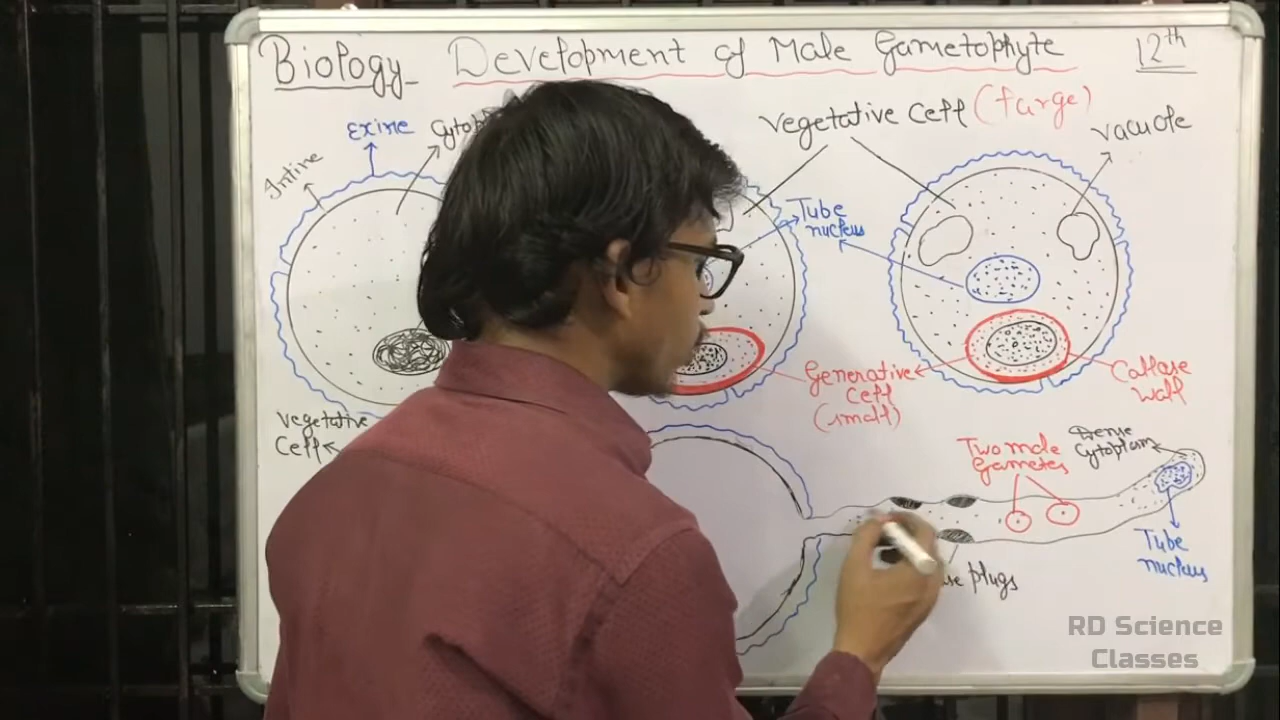 Biology Development of Male Gametophyte 12th
Exine
Intine
Vegetative Cell (large)
Vacuole
Tube
nucleus
Generative
Cell
(small)
Callase
Wall
Vegetative
Cell
Two male
Gametes
Dense
Cytoplasm
Tube
nucleus
plugs
RD Science
Classes